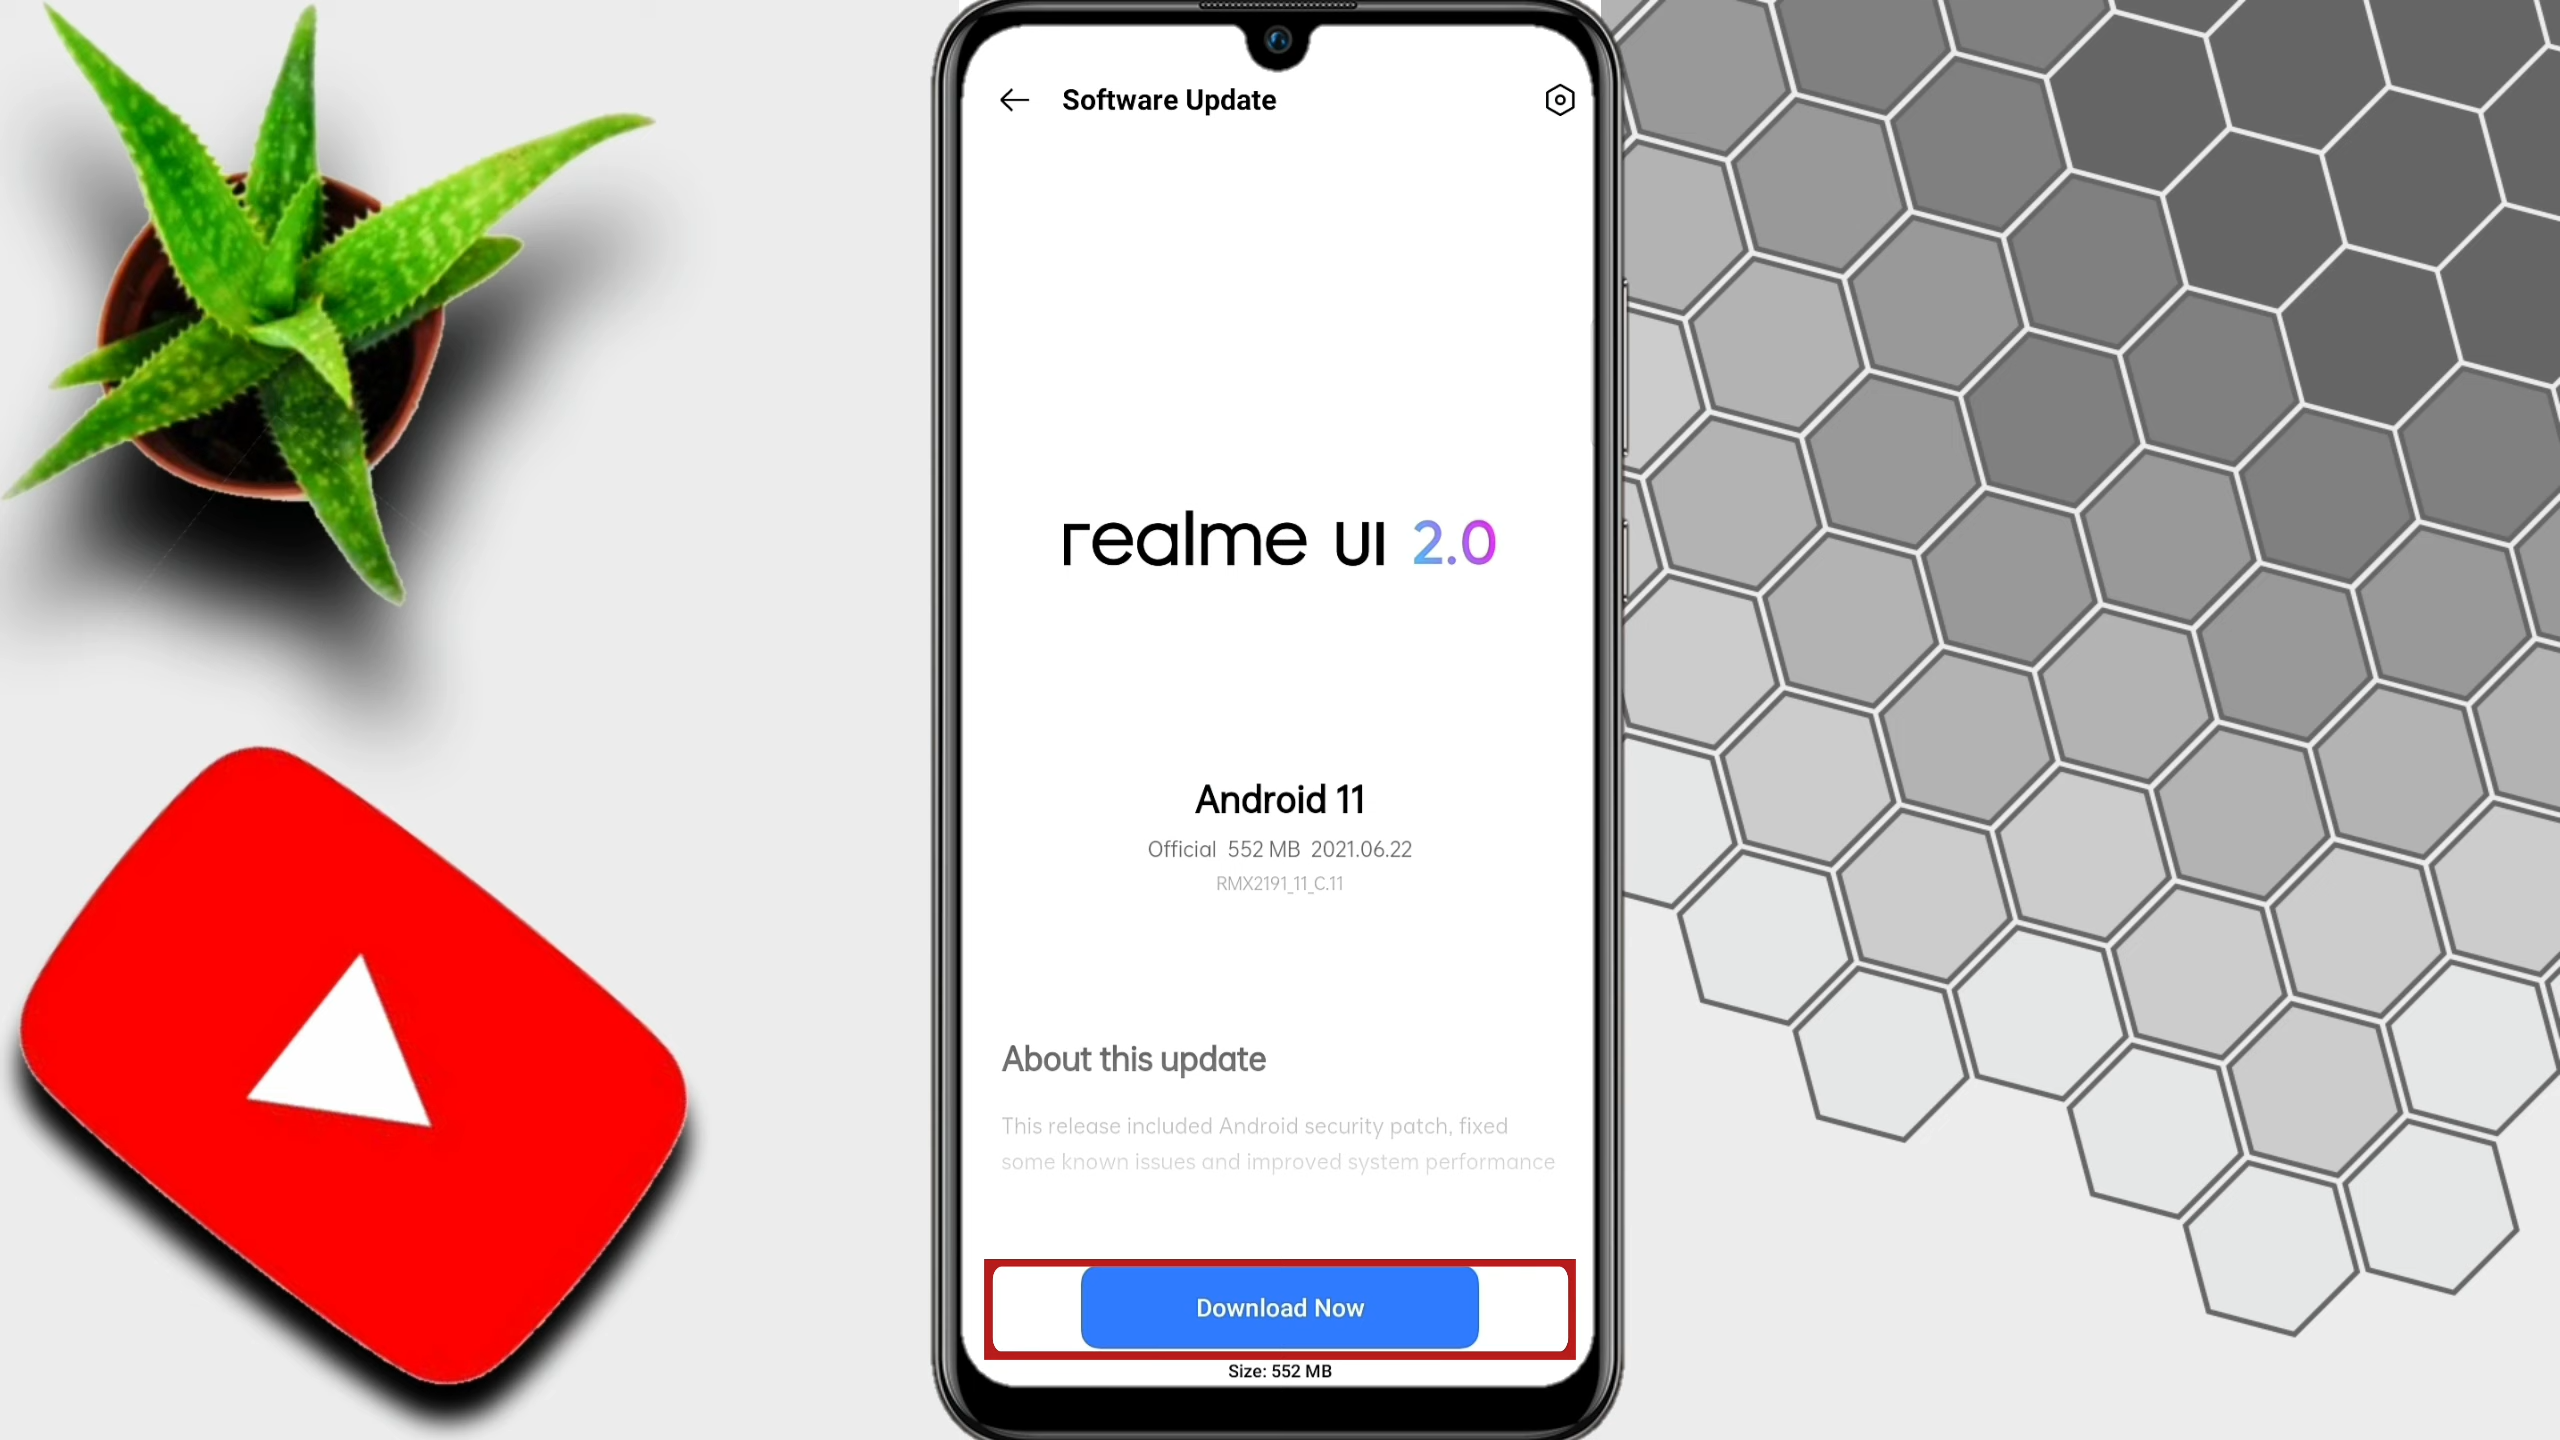 Software Update
realme UI 2.0
Android 11
Official 552 MB 2021.06.22
RMX2191_11_C.11
About this update
This release included Android security patch, fixed
some known issues and improved system performance
Download Now
Size: 552 MB